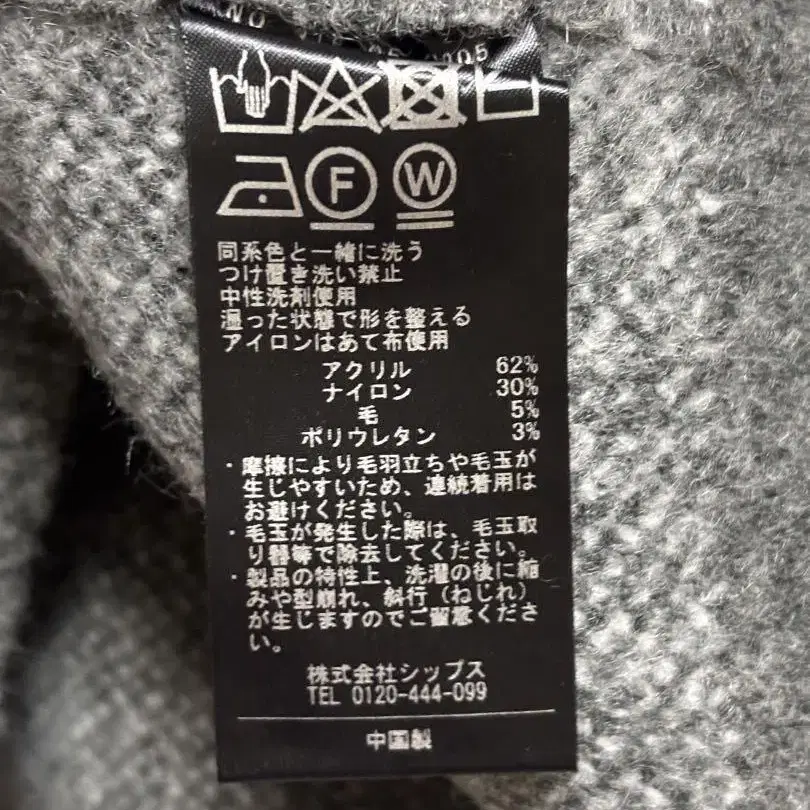 F W
同系色と一緒に洗う
つけ置き洗い禁止
中性洗剤使用
湿った状態で形を整える
アイロンはあて布使用
アクリル 62%
ナイロン 30%
毛 5%
ポリウレタン 3%
・摩擦により毛羽立ちや毛玉が
生じやすいため、連続着用は
お避けください。
・毛玉が発生した際は、毛玉取
り器等で除去してください。
・製品の特性上、洗濯の後に縮
みや型崩れ、斜行（ねじれ）
が生じますのでご留意くださ
い。
株式会社シップス
TEL 0120-444-099
中国製